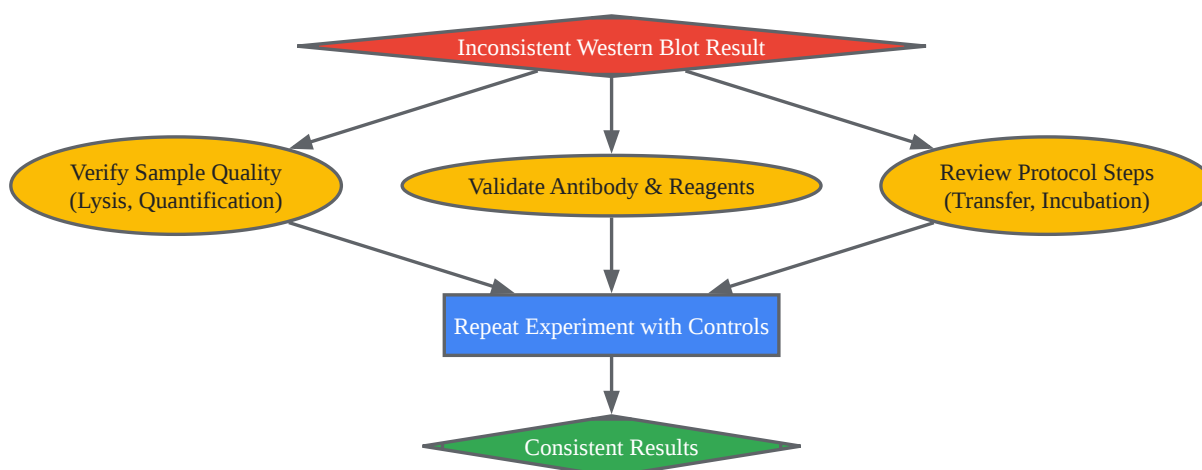 Inconsistent Western Blot Result
Verify Sample Quality
(Lysis, Quantification)
Validate Antibody & Reagents
Review Protocol Steps
(Transfer, Incubation)
Repeat Experiment with Controls
Consistent Results